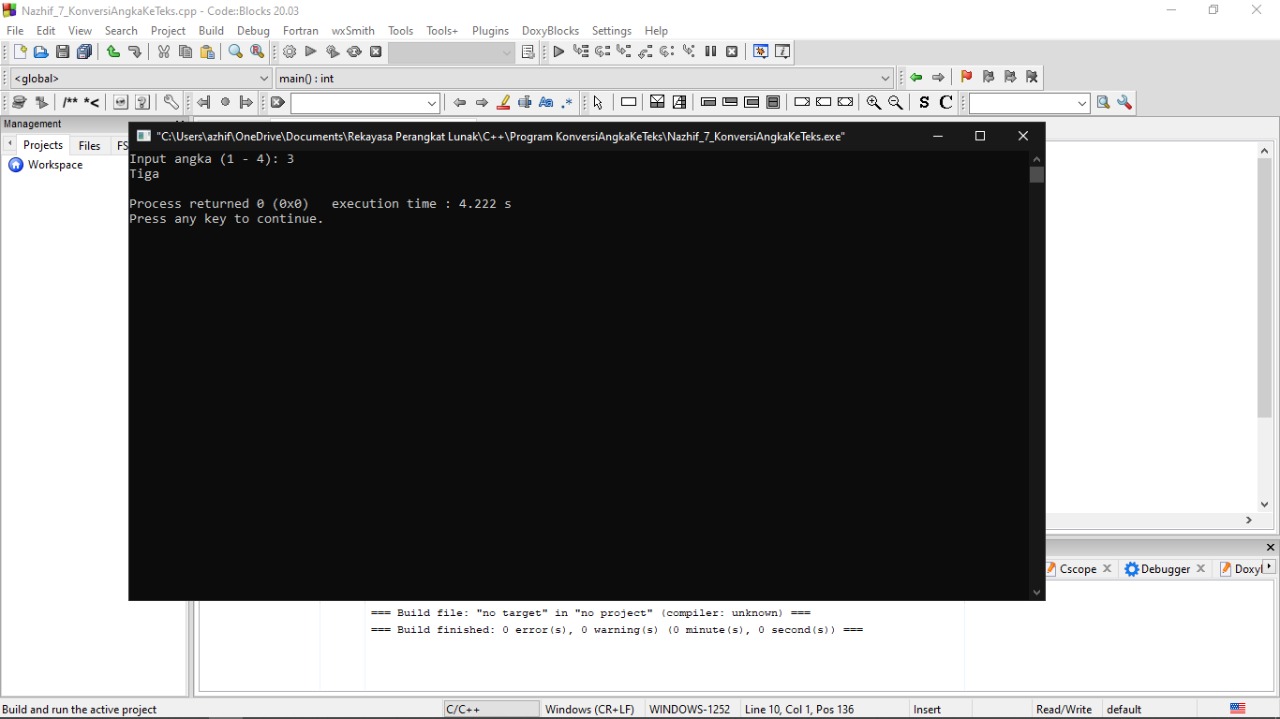 Nazhif_7_KonversiAngkaKeTeks.cpp - Code::Blocks 20.03
File Edit View Search Project Build Debug Fortran wxSmith Tools Tools+ Plugins DoxyBlocks Settings Help
<global> main() : int
/** *<
S C
Management
Projects Files FS
Workspace
"C:\Users\azhif\OneDrive\Documents\Rekayasa Perangkat Lunak\C++\Program KonversiAngkaKeTeks\Nazhif_7_KonversiAngkaKeTeks.exe"
Input angka (1 - 4): 3
Tiga
Process returned 0 (0x0) execution time : 4.222 s
Press any key to continue.
Cscope Debugger Doxyl
=== Build file: "no target" in "no project" (compiler: unknown) ===
=== Build finished: 0 error(s), 0 warning(s) (0 minute(s), 0 second(s)) ===
Build and run the active project C/C++ Windows (CR+LF) WINDOWS-1252 Line 10, Col 1, Pos 136 Insert Read/Write default